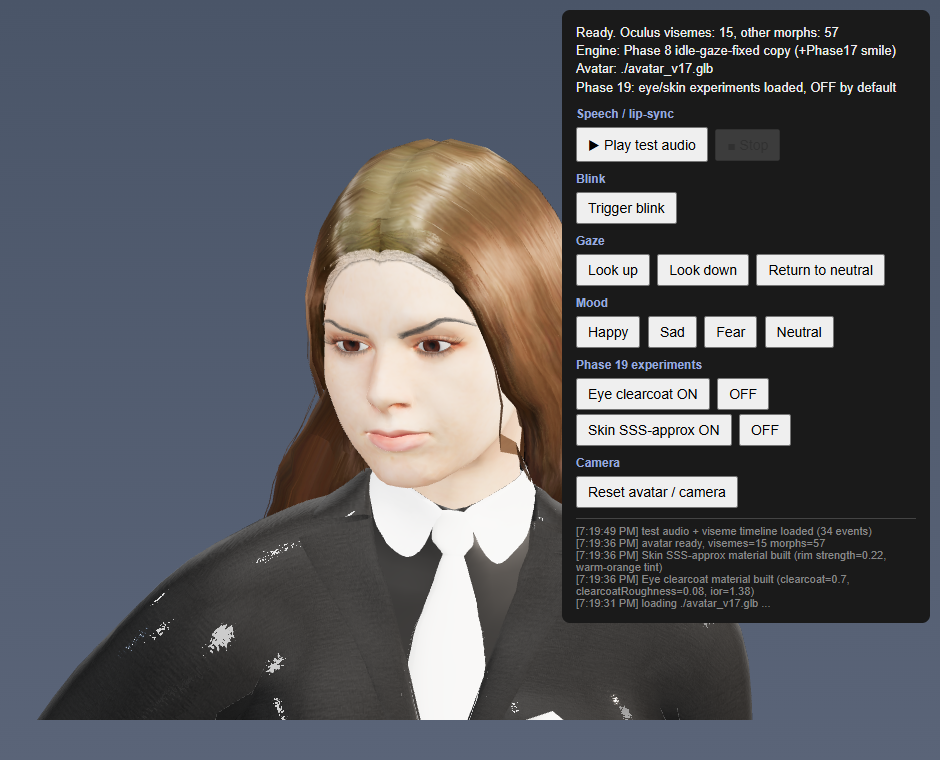 Ready. Oculus visemes: 15, other morphs: 57
Engine: Phase 8 idle-gaze-fixed copy (+Phase17 smile)
Avatar: ./avatar_v17.glb
Phase 19: eye/skin experiments loaded, OFF by default
Speech / lip-sync
▶ Play test audio ■ Stop
Blink
Trigger blink
Gaze
Look up Look down Return to neutral
Mood
Happy Sad Fear Neutral
Phase 19 experiments
Eye clearcoat ON OFF
Skin SSS-approx ON OFF
Camera
Reset avatar / camera
[7:19:49 PM] test audio + viseme timeline loaded (34 events)
[7:19:36 PM] avatar ready, visemes=15 morphs=57
[7:19:36 PM] Skin SSS-approx material built (rim strength=0.22,
warm-orange tint)
[7:19:36 PM] Eye clearcoat material built (clearcoat=0.7,
clearcoatRoughness=0.08, ior=1.38)
[7:19:31 PM] loading ./avatar_v17.glb ...